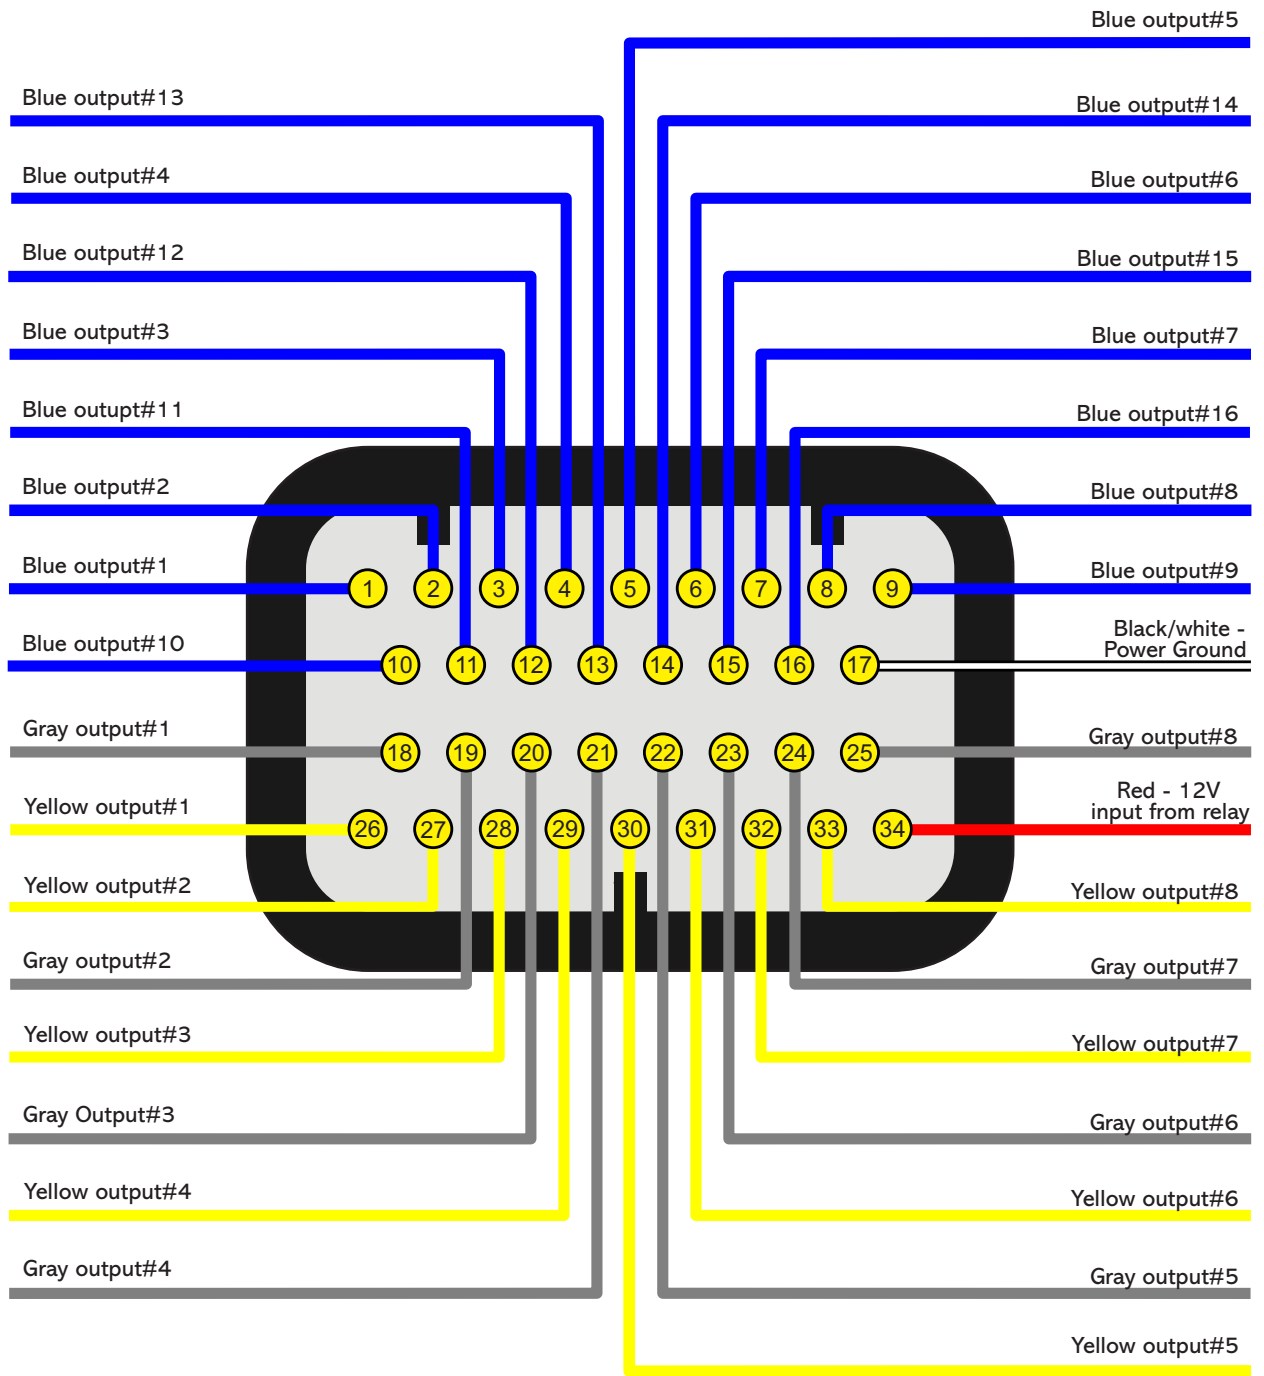 Blue output#5
Blue output#13
Blue output#14
Blue output#4
Blue output#6
Blue output#12
Blue output#15
Blue output#3
Blue output#7
Blue outupt#11
Blue output#16
Blue output#2
Blue output#8
Blue output#1
Blue output#9
1 2 3 4 5 6 7 8 9
Blue output#10
Black/white -
Power Ground
10 11 12 13 14 15 16 17
Gray output#1
Gray output#8
18 19 20 21 22 23 24 25
Yellow output#1
Red - 12V
input from relay
26 27 28 29 30 31 32 33 34
Yellow output#2
Yellow output#8
Gray output#2
Gray output#7
Yellow output#3
Yellow output#7
Gray Output#3
Gray output#6
Yellow output#4
Yellow output#6
Gray output#4
Gray output#5
Yellow output#5